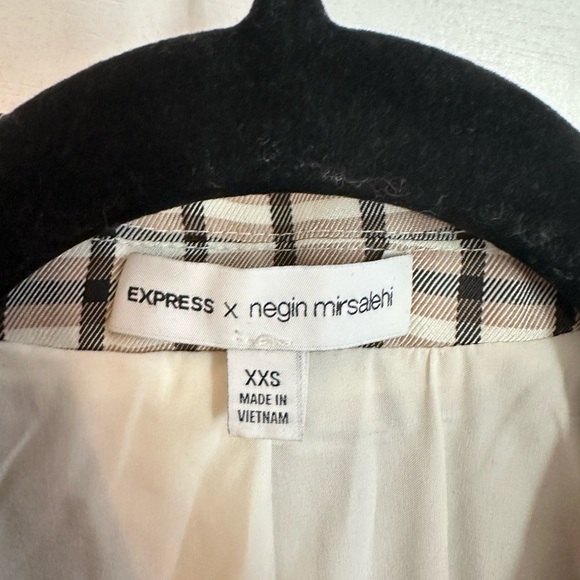 EXPRESS x negin mirsalehi
XXS
MADE IN
VIETNAM